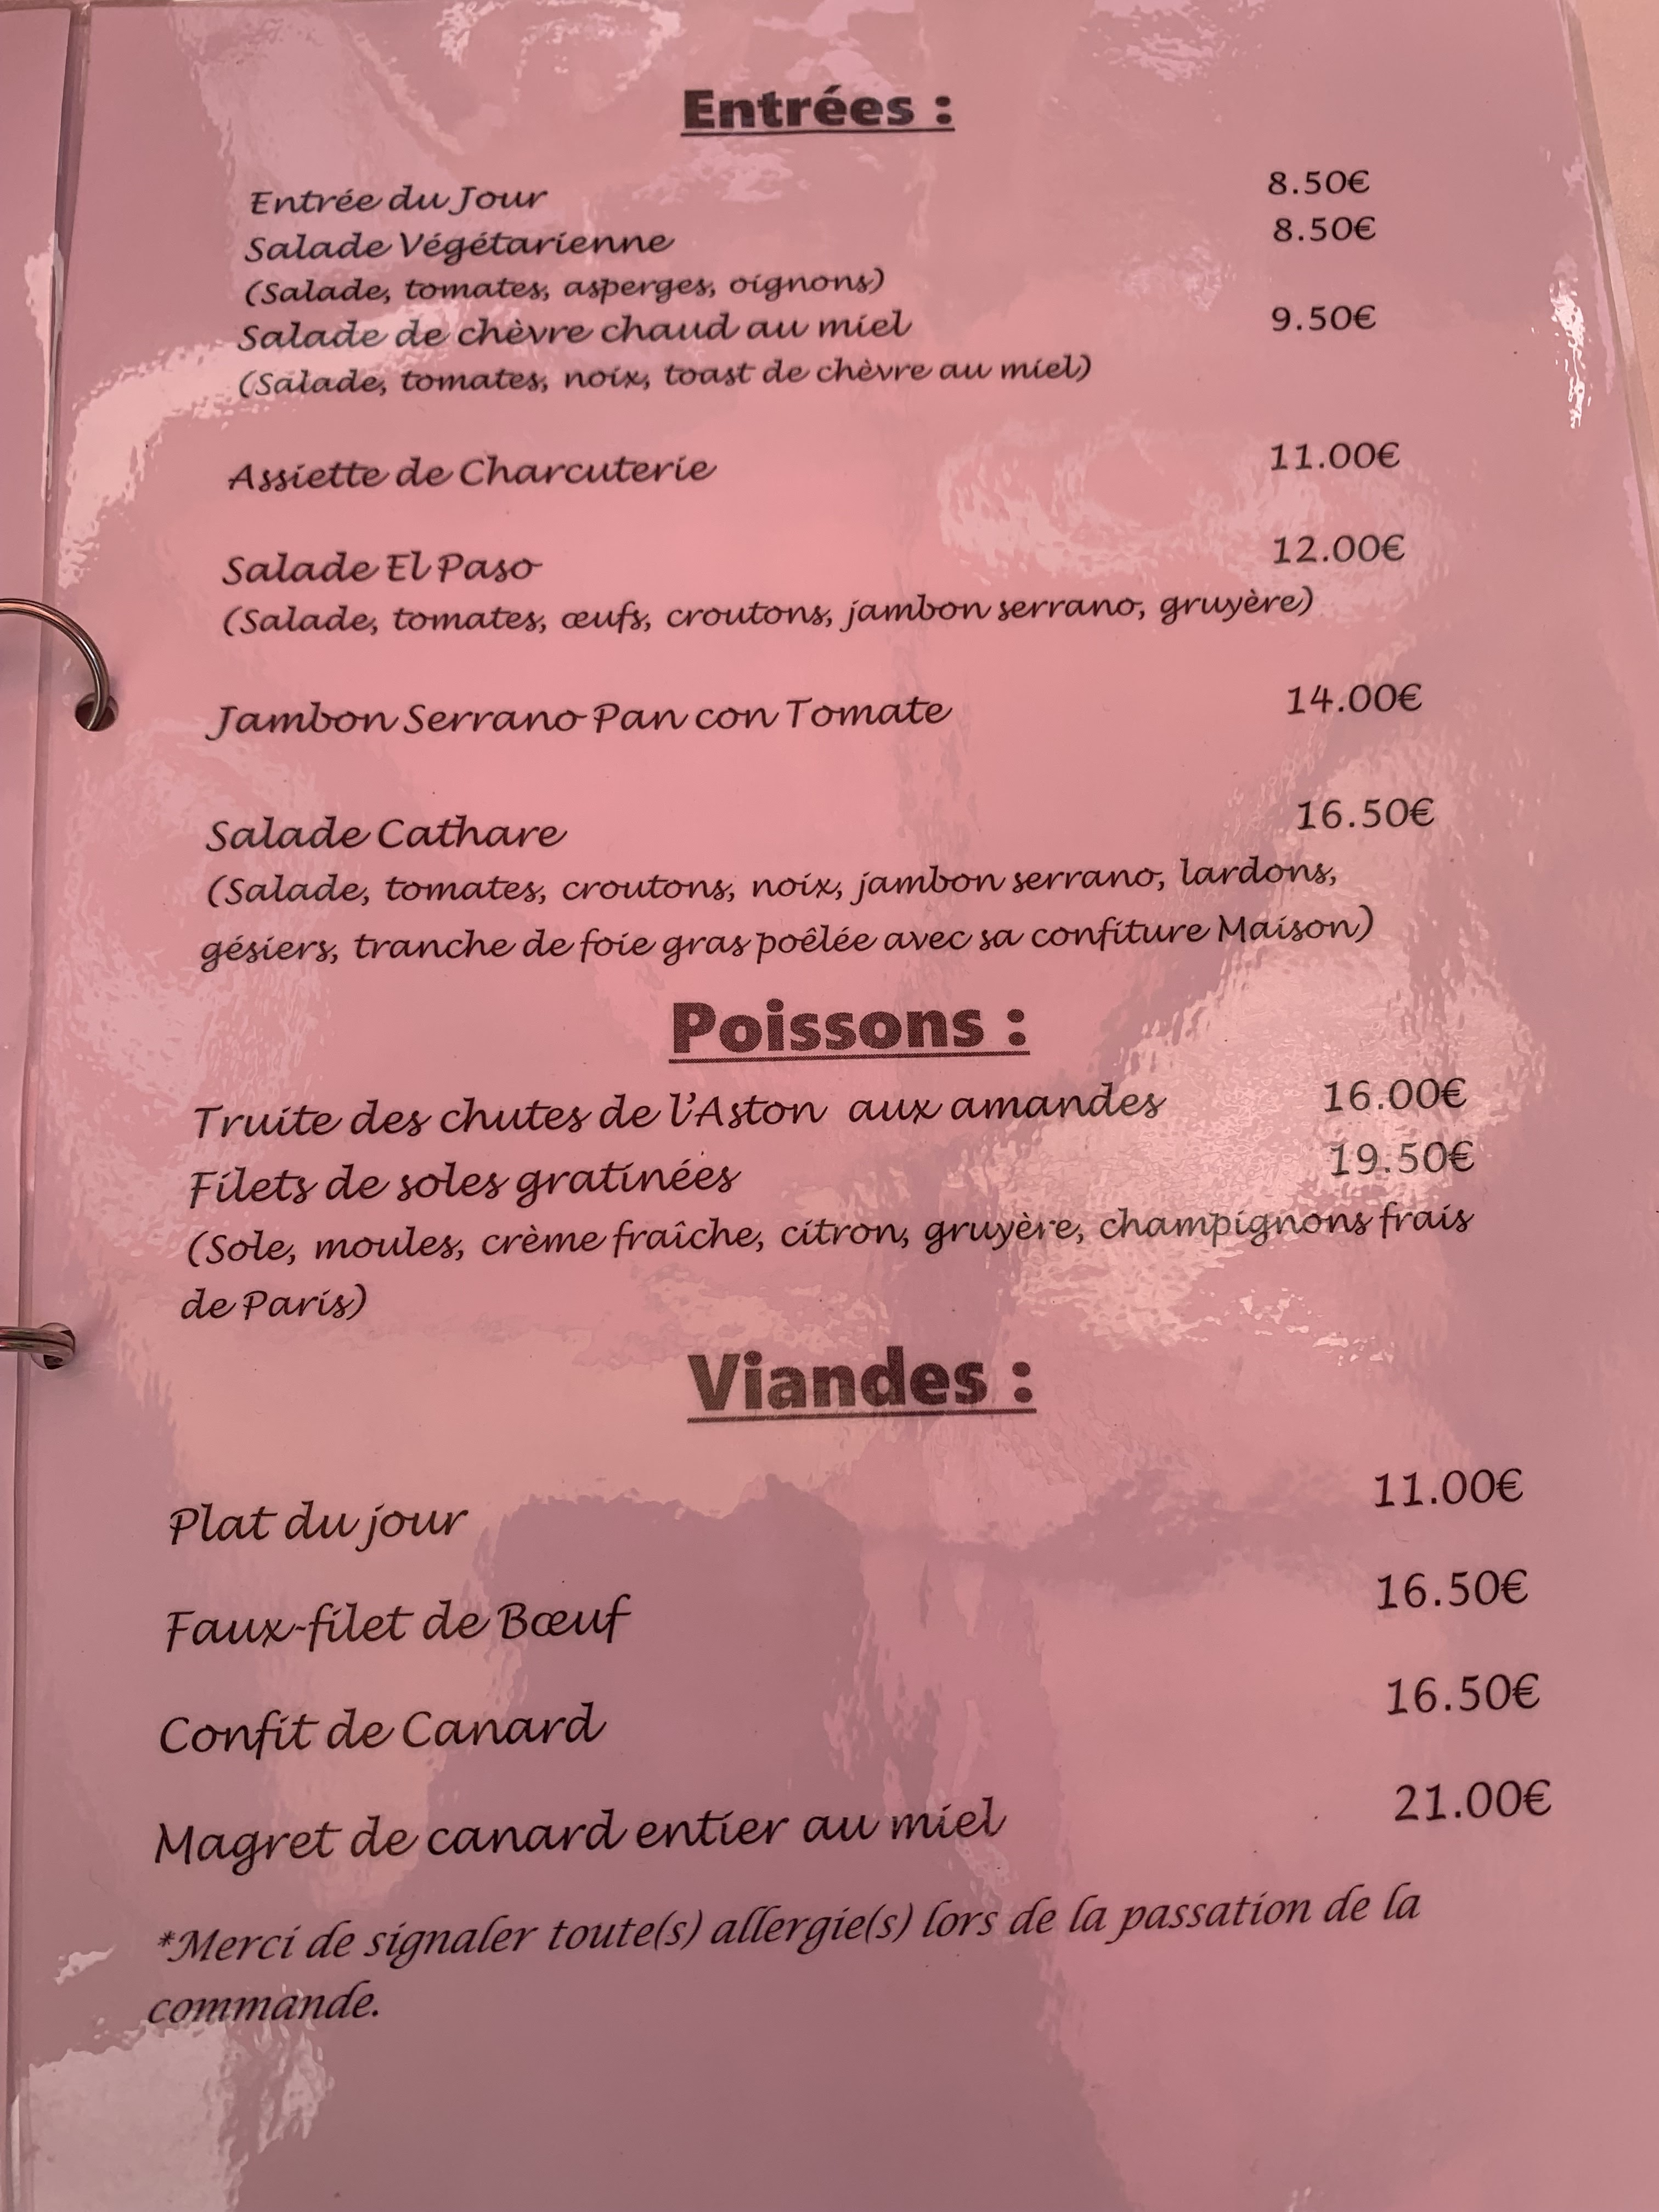 Entrées :
Entrée du Jour 8.50€
Salade Végétarienne 8.50€
(Salade, tomates, asperges, oignons)
Salade de chèvre chaud au miel 9.50€
(Salade, tomates, noix, toast de chèvre au miel)
Assiette de Charcuterie 11.00€
Salade El Paso 12.00€
(Salade, tomates, œufs, croutons, jambon serrano, gruyère)
Jambon Serrano Pan con Tomate 14.00€
Salade Cathare 16.50€
(Salade, tomates, croutons, noix, jambon serrano, lardons,
gésiers, tranche de foie gras poêlée avec sa confiture Maison)
Poissons :
Truite des chutes de l'Aston aux amandes 16.00€
Filets de soles gratinées 19.50€
(Sole, moules, crème fraîche, citron, gruyère, champignons frais
de Paris)
Viandes :
Plat du jour 11.00€
Faux-filet de Bœuf 16.50€
Confit de Canard 16.50€
Magret de canard entier au miel 21.00€
*Merci de signaler toute(s) allergie(s) lors de la passation de la
commande.